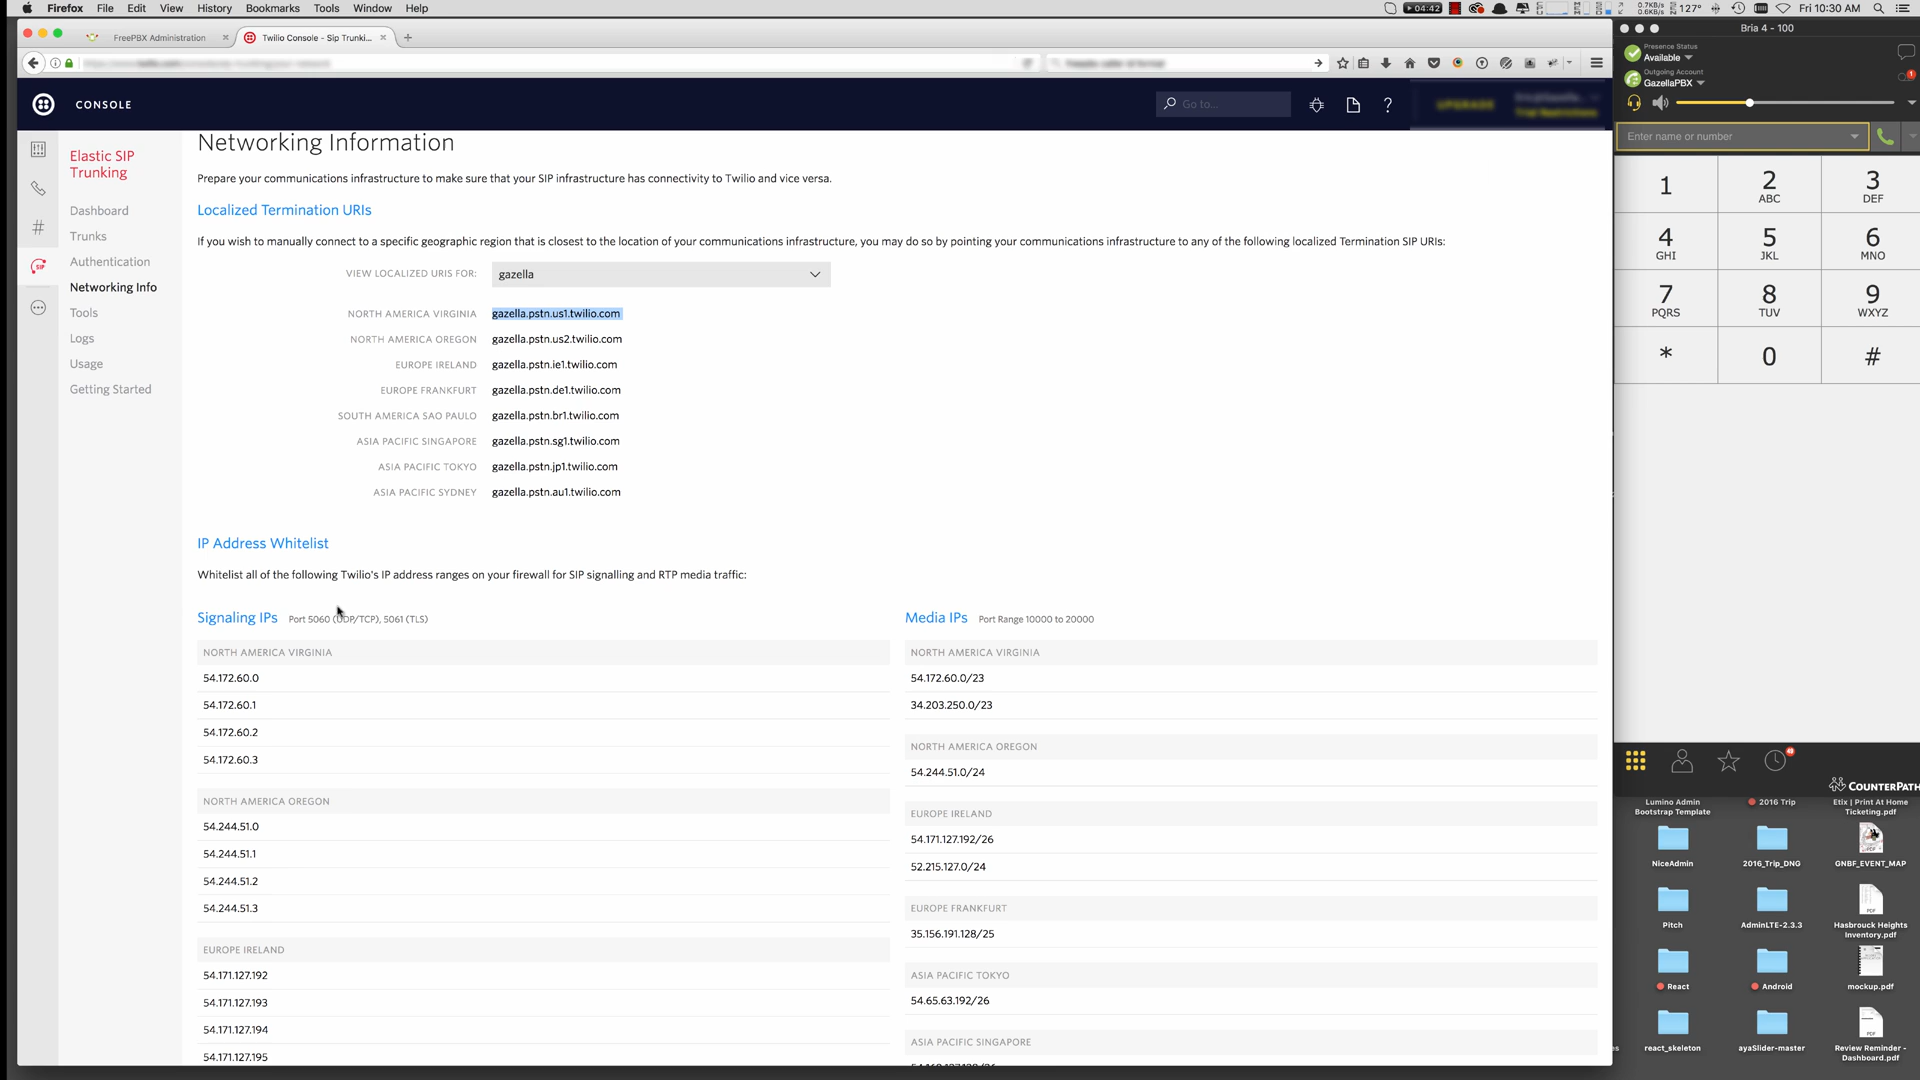 Firefox File Edit View History Bookmarks Tools Window Help
04:42
0.7KB/s
0.6KB/s
127°
Fri 10:30 AM
FreePBX Administration
Twilio Console - Sip Trunki...
CONSOLE
Go to...
UPGRADE
Elastic SIP
Trunking
Dashboard
Trunks
Authentication
Networking Info
Tools
Logs
Usage
Getting Started
Networking Information
Prepare your communications infrastructure to make sure that your SIP infrastructure has connectivity to Twilio and vice versa.
Localized Termination URIs
If you wish to manually connect to a specific geographic region that is closest to the location of your communications infrastructure, you may do so by pointing your communications infrastructure to any of the following localized Termination SIP URIs:
VIEW LOCALIZED URIS FOR: gazella
NORTH AMERICA VIRGINIA gazella.pstn.us1.twilio.com
NORTH AMERICA OREGON gazella.pstn.us2.twilio.com
EUROPE IRELAND gazella.pstn.ie1.twilio.com
EUROPE FRANKFURT gazella.pstn.de1.twilio.com
SOUTH AMERICA SAO PAULO gazella.pstn.br1.twilio.com
ASIA PACIFIC SINGAPORE gazella.pstn.sg1.twilio.com
ASIA PACIFIC TOKYO gazella.pstn.jp1.twilio.com
ASIA PACIFIC SYDNEY gazella.pstn.au1.twilio.com
IP Address Whitelist
Whitelist all of the following Twilio's IP address ranges on your firewall for SIP signalling and RTP media traffic:
Signaling IPs Port 5060 (UDP/TCP), 5061 (TLS)
NORTH AMERICA VIRGINIA
54.172.60.0
54.172.60.1
54.172.60.2
54.172.60.3
NORTH AMERICA OREGON
54.244.51.0
54.244.51.1
54.244.51.2
54.244.51.3
EUROPE IRELAND
54.171.127.192
54.171.127.193
54.171.127.194
54.171.127.195
Media IPs Port Range 10000 to 20000
NORTH AMERICA VIRGINIA
54.172.60.0/23
34.203.250.0/23
NORTH AMERICA OREGON
54.244.51.0/24
EUROPE IRELAND
54.171.127.192/26
52.215.127.0/24
EUROPE FRANKFURT
35.156.191.128/25
ASIA PACIFIC TOKYO
54.65.63.192/26
ASIA PACIFIC SINGAPORE
Bria 4 - 100
Presence Status
Available
Outgoing Account
GazellaPBX
1
Enter name or number
1
2
ABC
3
DEF
4
GHI
5
JKL
6
MNO
7
PQRS
8
TUV
9
WXYZ
*
0
#
COUNTERPATH
Lumino Admin
Bootstrap Template
2016 Trip
Etix | Print At Home
Ticketing.pdf
NiceAdmin
2016_Trip_DNG
GNBF_EVENT_MAP
Pitch
AdminLTE-2.3.3
Hasbrouck Heights
Inventory.pdf
React
Android
mockup.pdf
react_skeleton
ayaSlider-master
Review Reminder -
Dashboard.pdf